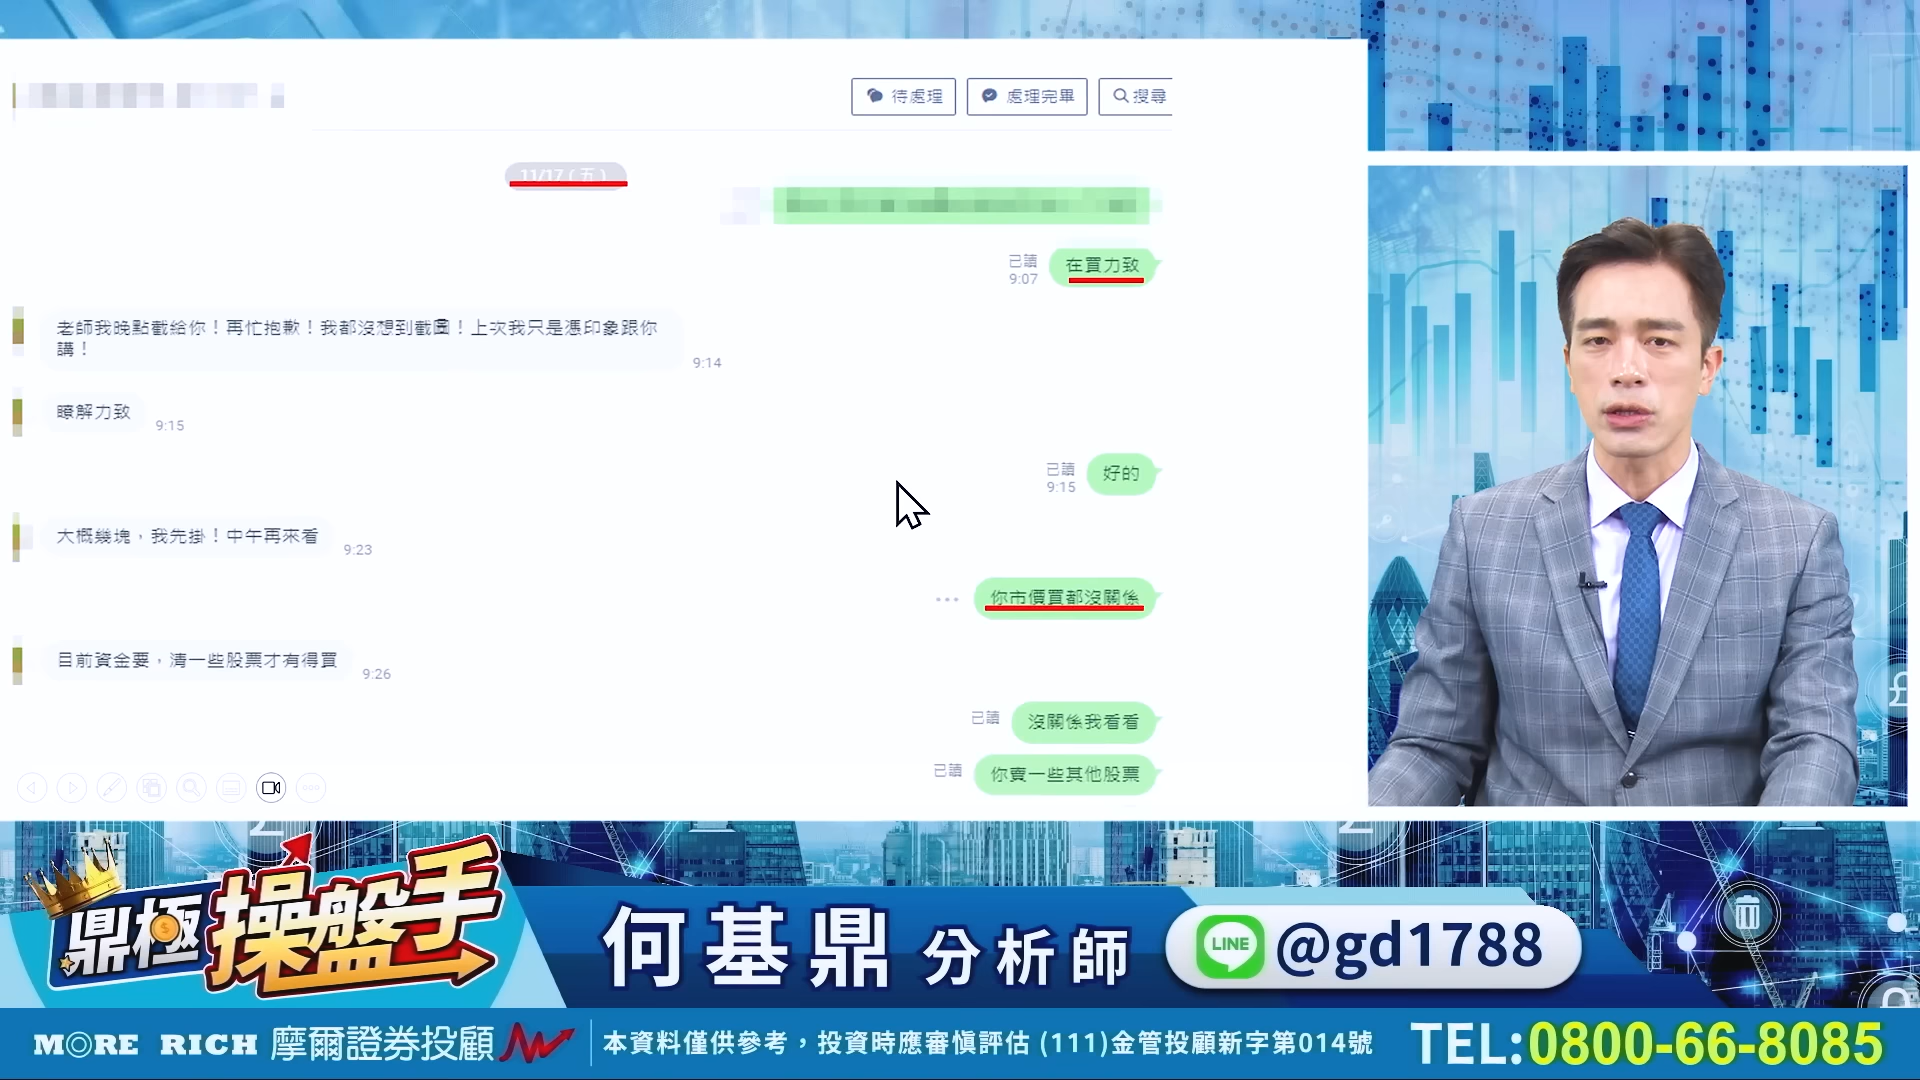 待處理
處理完畢
搜尋
11/17(五)
已讀
9:07
在買力致
老師我晚點截給你！再忙抱歉！我都沒想到截圖！上次我只是憑印象跟你
講！
9:14
瞭解力致
9:15
已讀
9:15
好的
大概幾塊，我先掛！中午再來看
9:23
你市價買都沒關係
目前資金要，清一些股票才有得買
9:26
已讀
沒關係我看看
已讀
你賣一些其他股票
鼎極操盤手
何基鼎 分析師
LINE
@gd1788
MORE RICH 摩爾證券投顧
本資料僅供參考，投資時應審慎評估 (111)金管投顧新字第014號
TEL:0800-66-8085